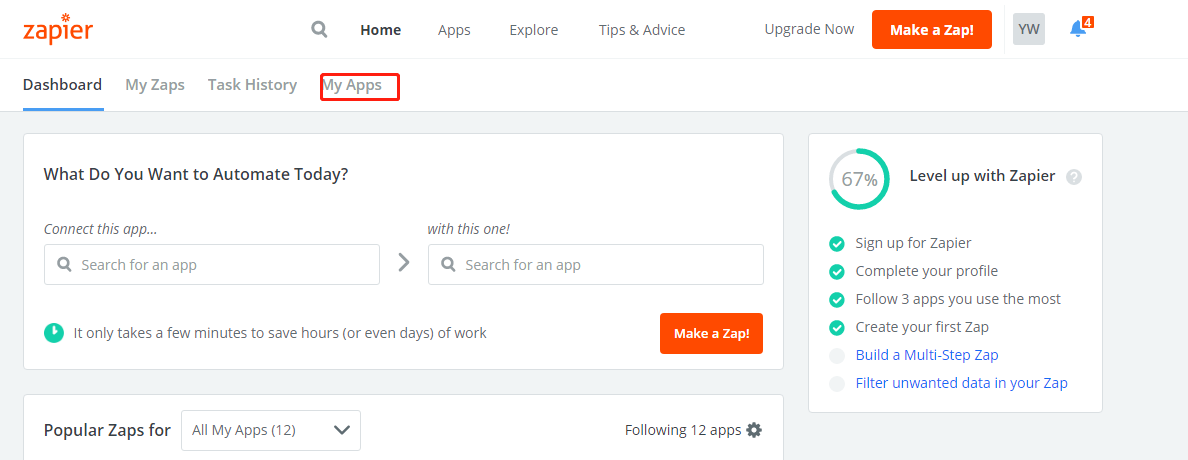 zapier Home Apps Explore Tips & Advice Upgrade Now Make a Zap! YW 4
Dashboard My Zaps Task History My Apps
What Do You Want to Automate Today?
Connect this app... with this one!
Search for an app Search for an app
It only takes a few minutes to save hours (or even days) of work Make a Zap!
Popular Zaps for All My Apps (12) Following 12 apps
67% Level up with Zapier ?
Sign up for Zapier
Complete your profile
Follow 3 apps you use the most
Create your first Zap
Build a Multi-Step Zap
Filter unwanted data in your Zap